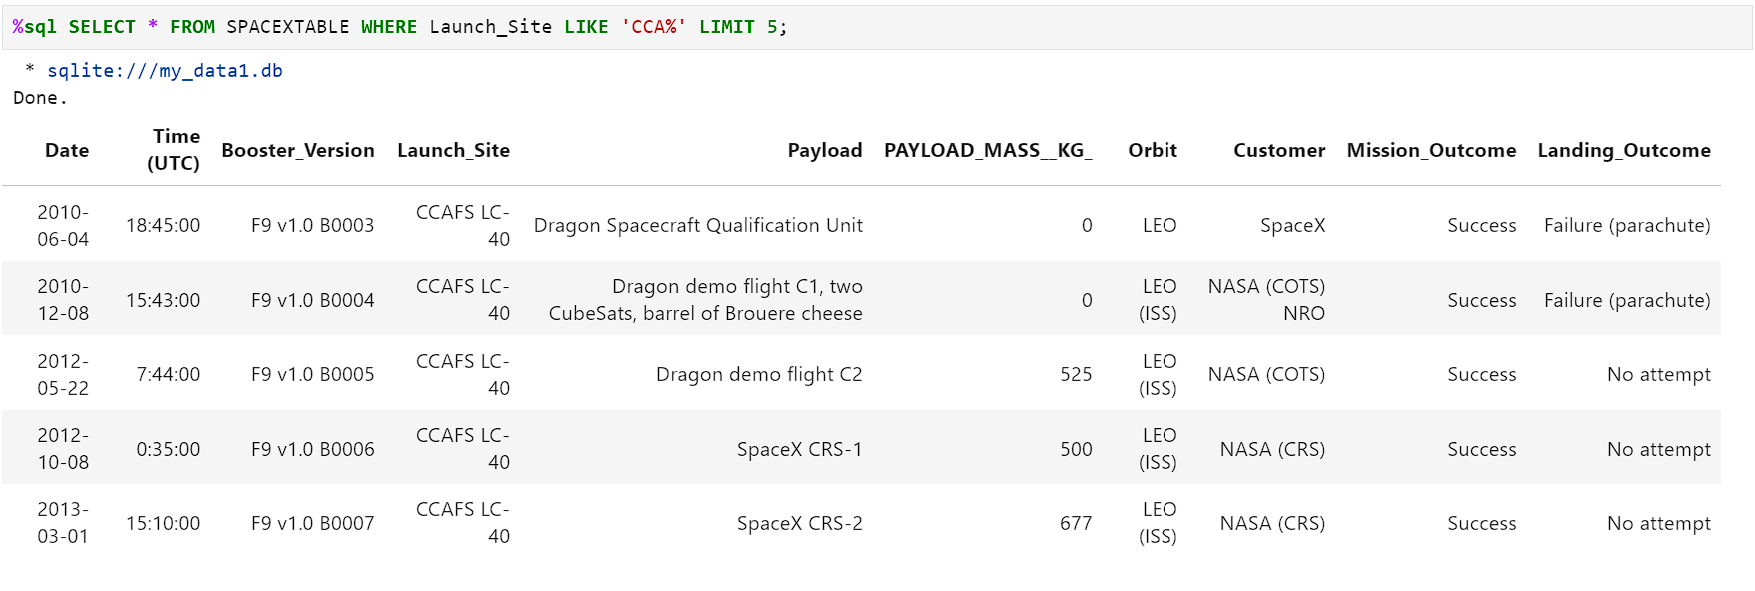 %sql SELECT * FROM SPACEXTABLE WHERE Launch_Site LIKE 'CCA%' LIMIT 5;
* sqlite:///my_data1.db
Done.
Date Time (UTC) Booster_Version Launch_Site Payload PAYLOAD_MASS__KG_ Orbit Customer Mission_Outcome Landing_Outcome
2010-06-04 18:45:00 F9 v1.0 B0003 CCAFS LC-40 Dragon Spacecraft Qualification Unit 0 LEO SpaceX Success Failure (parachute)
2010-12-08 15:43:00 F9 v1.0 B0004 CCAFS LC-40 Dragon demo flight C1, two CubeSats, barrel of Brouere cheese 0 LEO (ISS) NASA (COTS) NRO Success Failure (parachute)
2012-05-22 7:44:00 F9 v1.0 B0005 CCAFS LC-40 Dragon demo flight C2 525 LEO (ISS) NASA (COTS) Success No attempt
2012-10-08 0:35:00 F9 v1.0 B0006 CCAFS LC-40 SpaceX CRS-1 500 LEO (ISS) NASA (CRS) Success No attempt
2013-03-01 15:10:00 F9 v1.0 B0007 CCAFS LC-40 SpaceX CRS-2 677 LEO (ISS) NASA (CRS) Success No attempt